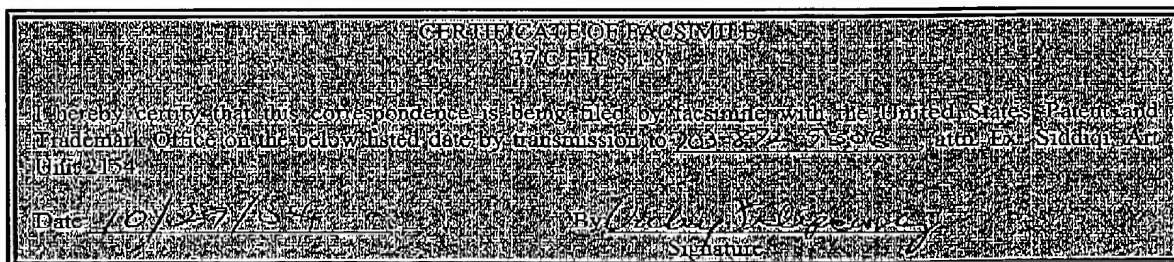 CERTIFICATE OF FACSIMILE
37 C.F.R. § 1.8
I hereby certify that this correspondence is being filed by facsimile with the United States Patent and
Trademark Office on the below listed date by transmission to attn Ex. Siddiqi, Art
Unit 2154.
Date 10/27/ By
Signature